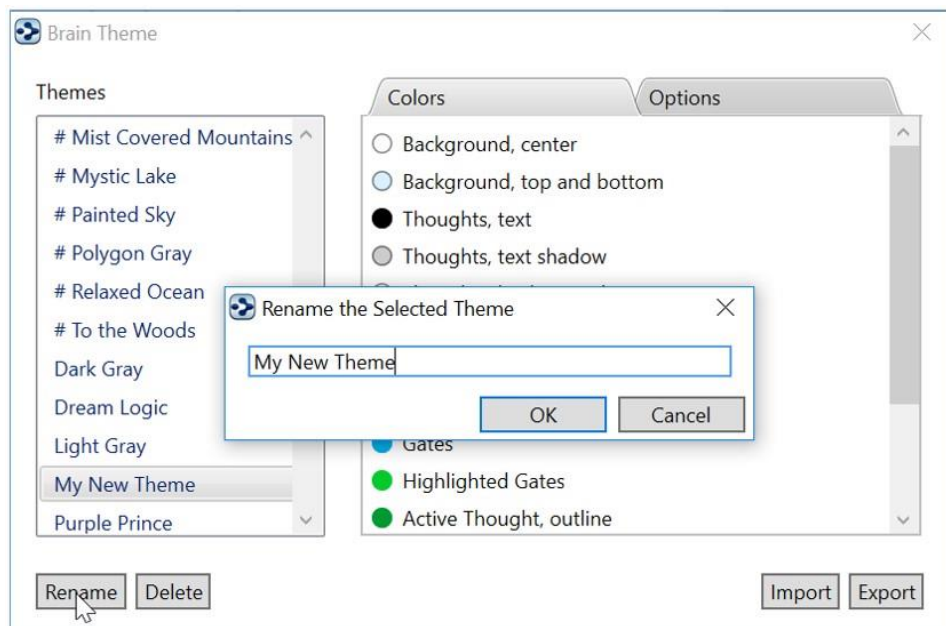 Brain Theme
Themes
# Mist Covered Mountains
# Mystic Lake
# Painted Sky
# Polygon Gray
# Relaxed Ocean
# To the Woods
Dark Gray
Dream Logic
Light Gray
My New Theme
Purple Prince
Colors
Options
Background, center
Background, top and bottom
Thoughts, text
Thoughts, text shadow
Rename the Selected Theme
My New Theme
OK
Cancel
Gates
Highlighted Gates
Active Thought, outline
Rename
Delete
Import
Export